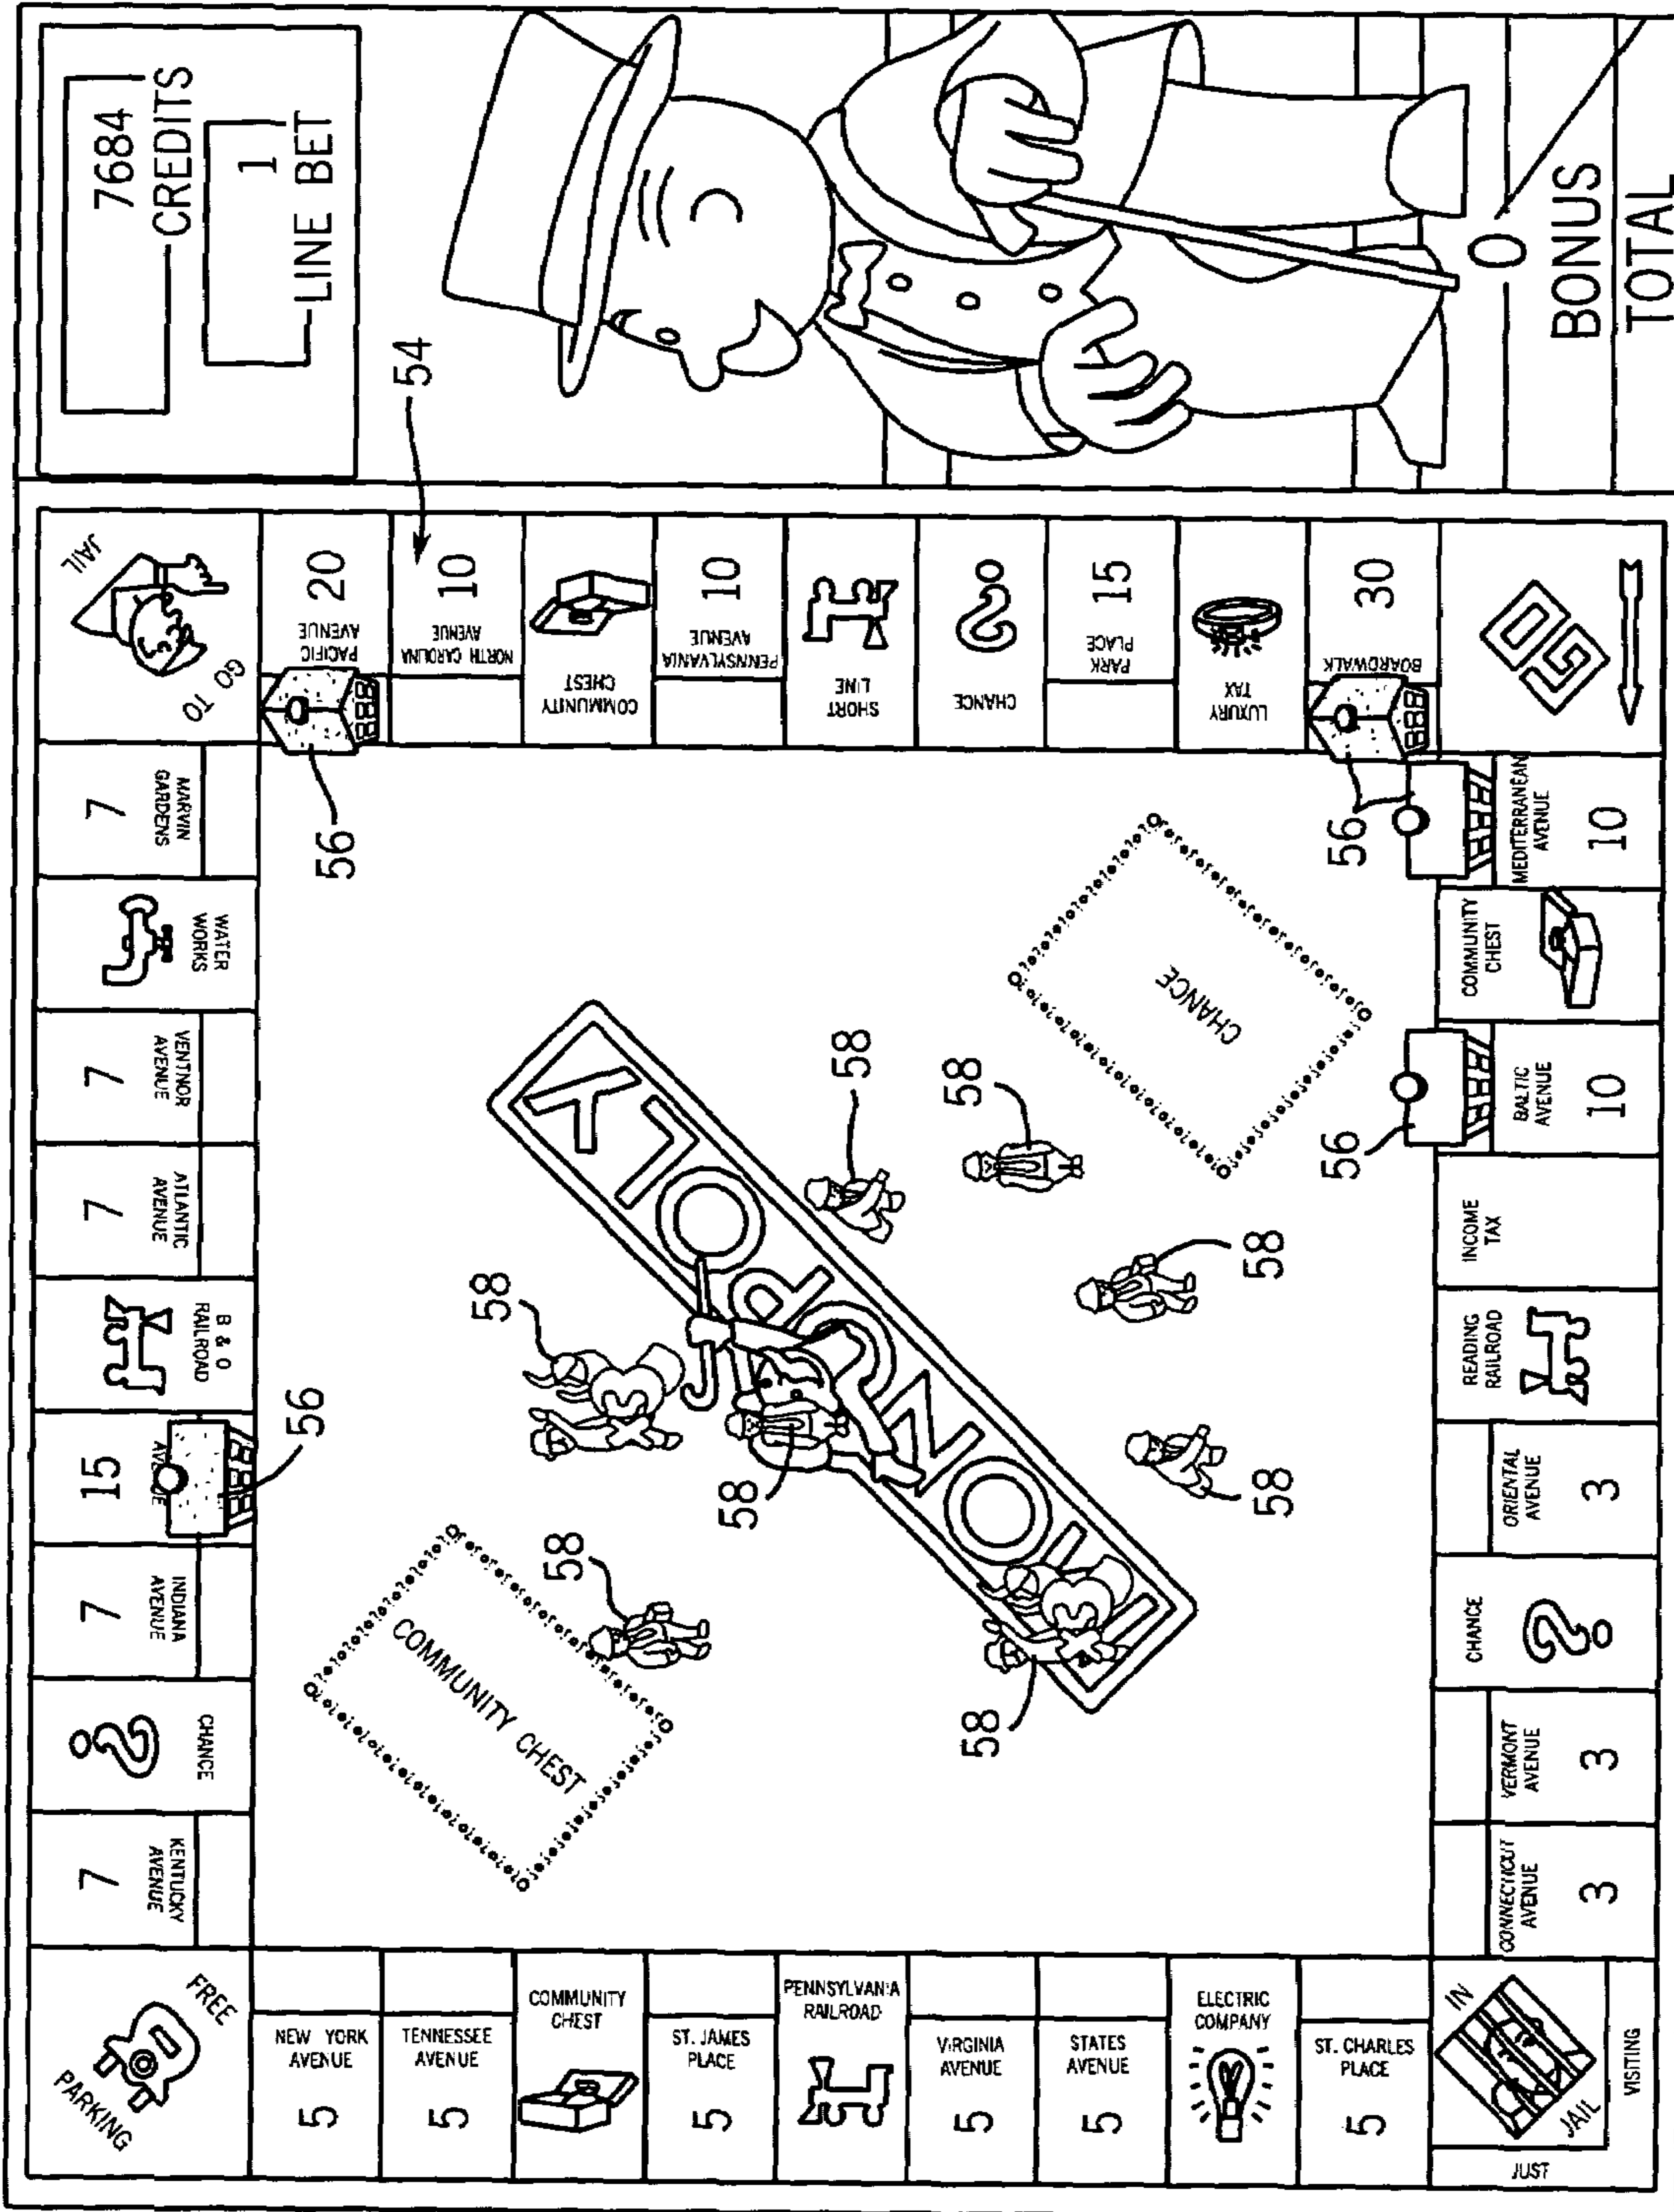 FREE
PARKING
7
KENTUCKY
AVENUE
CHANCE
7
INDIANA
AVENUE
15
AVENUE
B & O
RAILROAD
7
ATLANTIC
AVENUE
7
VENTNOR
AVENUE
WATER
WORKS
7
MARVIN
GARDENS
GO TO
JAIL
7684
CREDITS
1
LINE BET
NEW YORK
AVENUE
5
TENNESSEE
AVENUE
5
COMMUNITY
CHEST
ST. JAMES
PLACE
5
PENNSYLVANIA
RAILROAD
VIRGINIA
AVENUE
5
STATES
AVENUE
5
ELECTRIC
COMPANY
ST. CHARLES
PLACE
5
COMMUNITY CHEST
MONOPOLY
CHANCE
56
56
56
56
58
58
58
58
58
58
58
58
54
PACIFIC
AVENUE
20
NORTH CAROLINA
AVENUE
10
COMMUNITY
CHEST
PENNSYLVANIA
AVENUE
10
SHORT
LINE
CHANCE
PARK
PLACE
15
LUXURY
TAX
BOARDWALK
30
IN
JAIL
JUST
VISITING
CONNECTICUT
AVENUE
3
VERMONT
AVENUE
3
CHANCE
ORIENTAL
AVENUE
3
READING
RAILROAD
INCOME
TAX
BALTIC
AVENUE
10
COMMUNITY
CHEST
MEDITERRANEAN
AVENUE
10
GO
0
BONUS
TOTAL